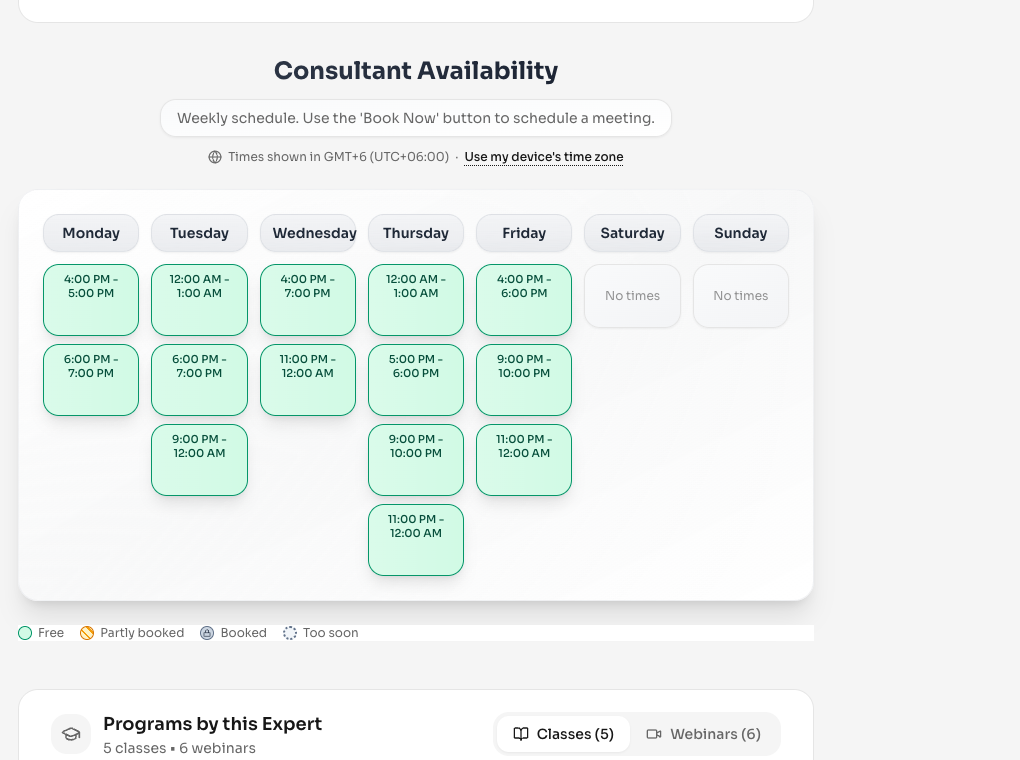 Consultant Availability
Weekly schedule. Use the 'Book Now' button to schedule a meeting.
Times shown in GMT+6 (UTC+06:00) · Use my device's time zone
Monday Tuesday Wednesday Thursday Friday Saturday Sunday
4:00 PM – 12:00 AM – 4:00 PM – 12:00 AM – 4:00 PM –
5:00 PM 1:00 AM 7:00 PM 1:00 AM 6:00 PM No times No times
6:00 PM – 6:00 PM – 11:00 PM – 5:00 PM – 9:00 PM –
7:00 PM 7:00 PM 12:00 AM 6:00 PM 10:00 PM
9:00 PM – 9:00 PM – 11:00 PM –
12:00 AM 10:00 PM 12:00 AM
11:00 PM –
12:00 AM
Free Partly booked Booked Too soon
Programs by this Expert
5 classes • 6 webinars
Classes (5) Webinars (6)